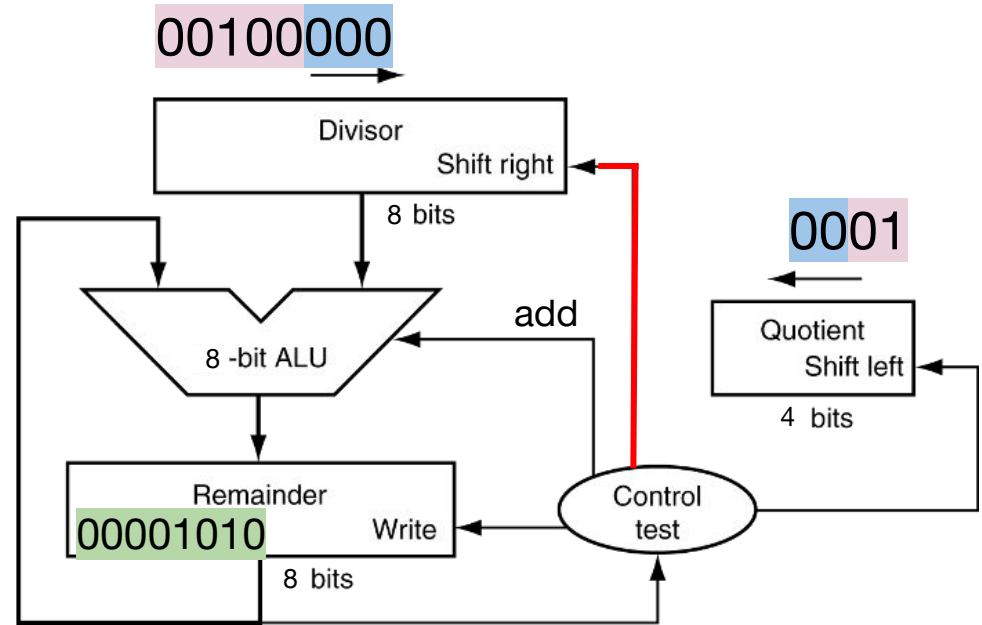 00100000
Divisor
Shift right
8 bits
0001
add
Quotient
Shift left
8 -bit ALU
4 bits
Remainder
00001010
Write
Control
test
8 bits